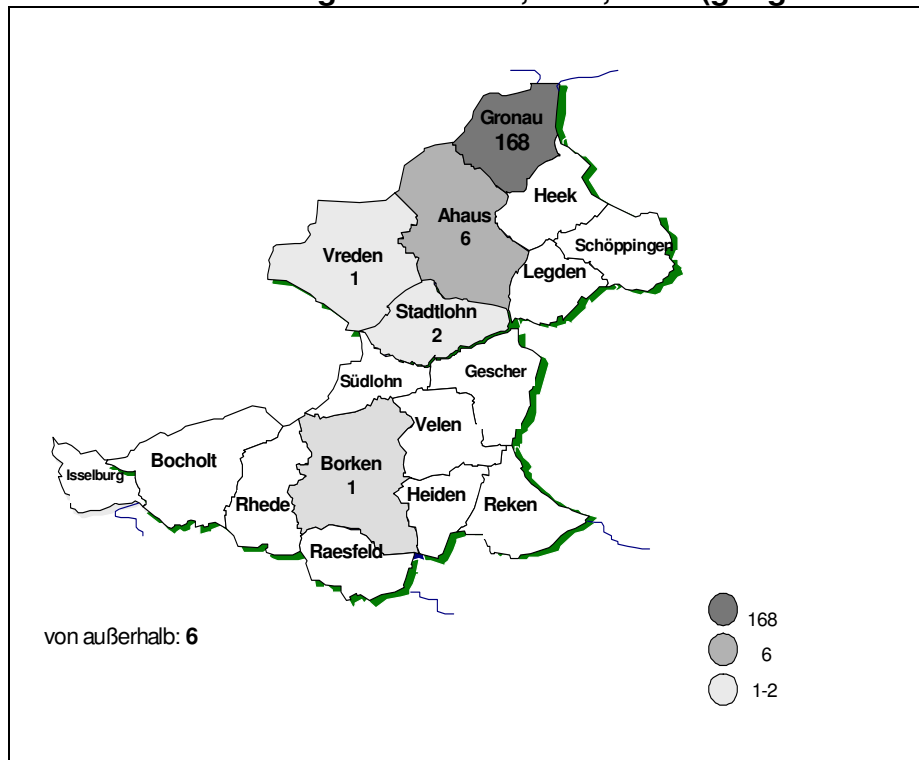 Gronau
168
Heek
Ahaus
6
Schöppingen
Vreden
1
Legden
Stadtlohn
2
Gescher
Südlohn
Velen
Isselburg
Bocholt
Borken
1
Rhede
Heiden
Reken
Raesfeld
von außerhalb: 6
168
6
1-2